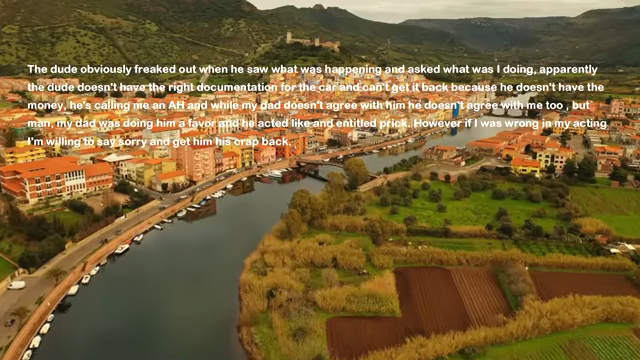 The dude obviously freaked out when he saw what was happening and asked what was I doing, apparently
the dude doesn't have the right documentation for the car and can't get it back because he doesn't have the
money, he's calling me an AH and while my dad doesn't agree with him he doesn't agree with me too , but
man, my dad was doing him a favor and he acted like and entitled prick. However if I was wrong in my acting
I'm willing to say sorry and get him his crap back.